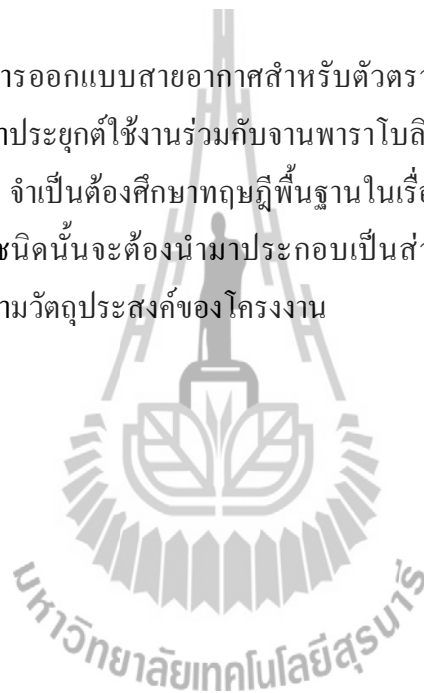 ารออกแบบสายอากาศสำหรับตัวตรว
าประยุกต์ใช้งานร่วมกับจานพาราโบลิ
จำเป็นต้องศึกษาทฤษฎีพื้นฐานในเรื่อ
ชนิดนั้นจะต้องนำมาประกอบเป็นส่ว
ามวัตถุประสงค์ของโครงงาน
มหาวิทยาลัยเทคโนโลยีสุรนารี